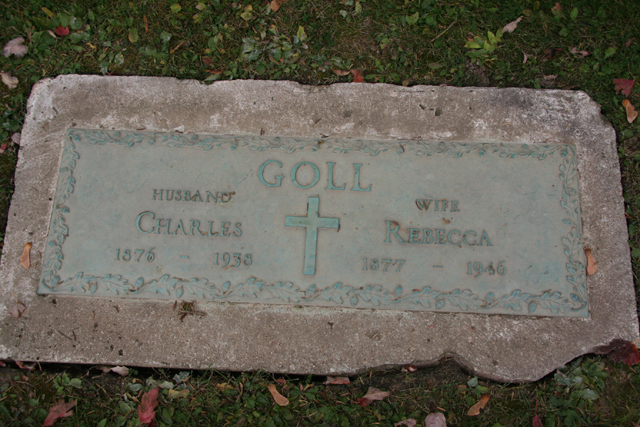 GOLL
HUSBAND WIFE
CHARLES REBECCA
1876 - 1938 1877 - 1946